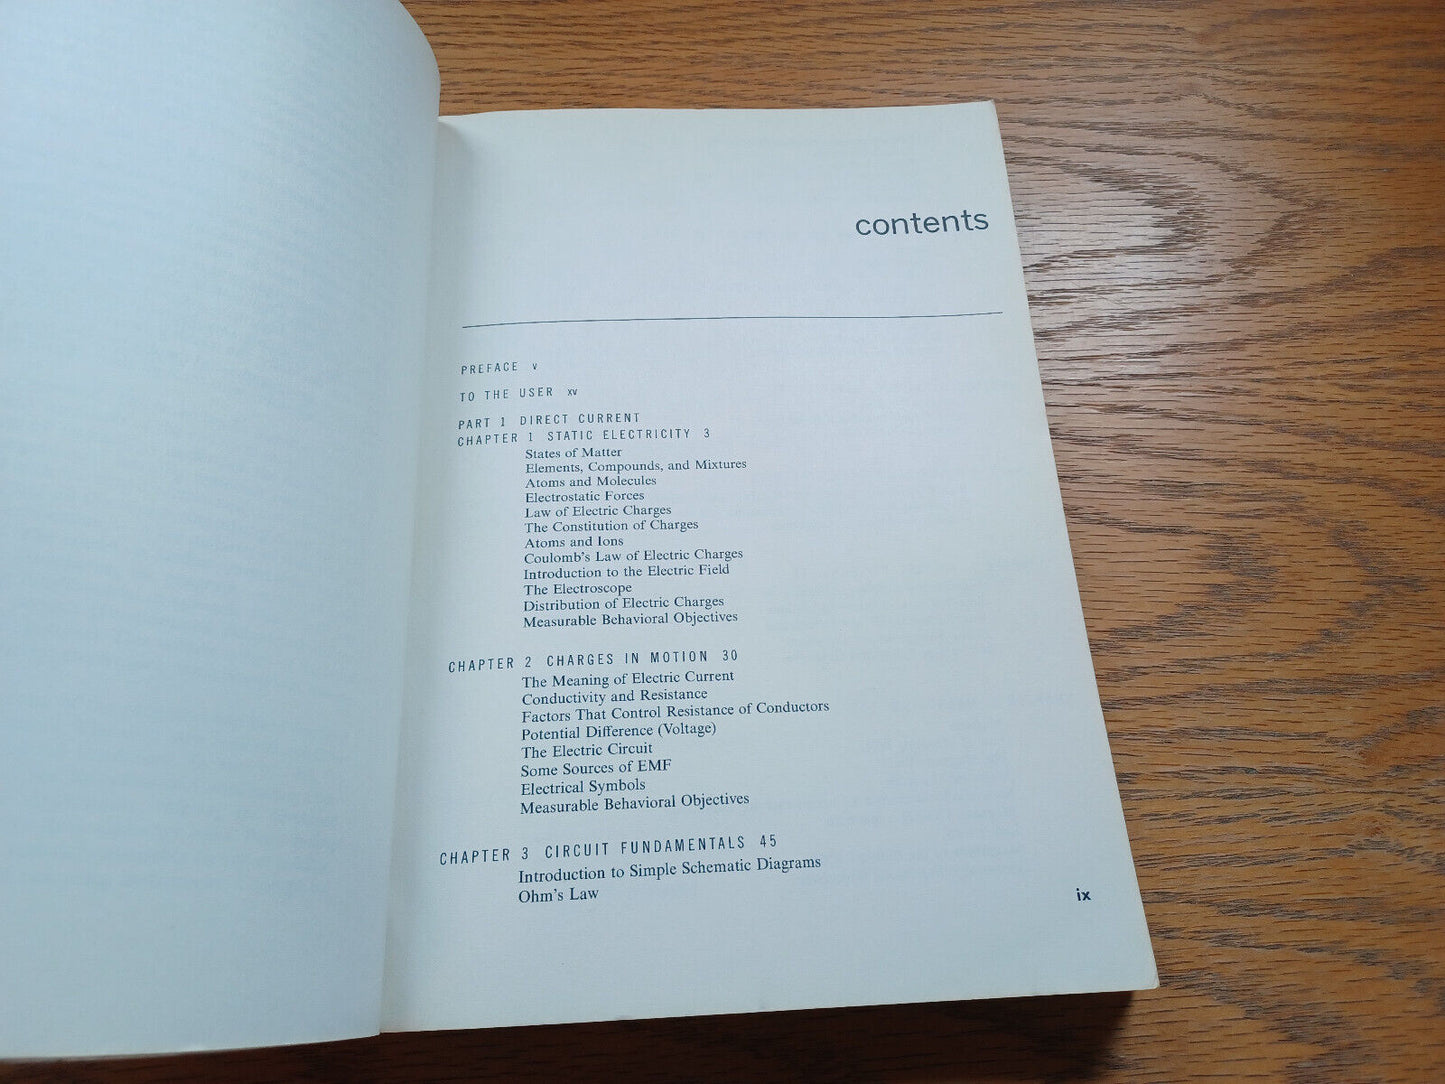 contents
PREFACE v
TO THE USER xv
PART 1 DIRECT CURRENT
CHAPTER 1 STATIC ELECTRICITY 3
States of Matter
Elements, Compounds, and Mixtures
Atoms and Molecules
Electrostatic Forces
Law of Electric Charges
The Constitution of Charges
Atoms and Ions
Coulomb's Law of Electric Charges
Introduction to the Electric Field
The Electroscope
Distribution of Electric Charges
Measurable Behavioral Objectives
CHAPTER 2 CHARGES IN MOTION 30
The Meaning of Electric Current
Conductivity and Resistance
Factors That Control Resistance of Conductors
Potential Difference (Voltage)
The Electric Circuit
Some Sources of EMF
Electrical Symbols
Measurable Behavioral Objectives
CHAPTER 3 CIRCUIT FUNDAMENTALS 45
Introduction to Simple Schematic Diagrams
Ohm's Law
ix